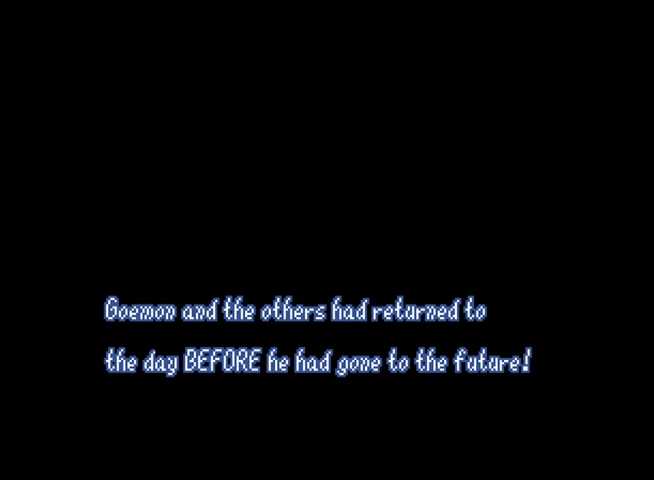 Goemon and the others had returned to
the day BEFORE he had gone to the future!